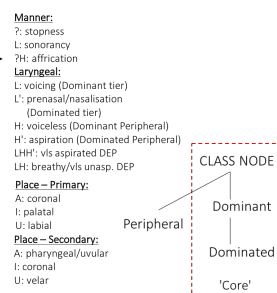 Manner:
?: stopness
L: sonorancy
?H: affrication
Laryngeal:
L: voicing (Dominant tier)
L': prenasal/nasalisation
(Dominated tier)
H: voiceless (Dominant Peripheral)
H': aspiration (Dominated Peripheral)
LHH': vls aspirated DEP
LH: breathy/vls unasp. DEP
Place – Primary:
A: coronal
I: palatal
U: labial
Place – Secondary:
A: pharyngeal/uvular
I: coronal
U: velar
CLASS NODE
Peripheral
Dominant
Dominated
'Core'